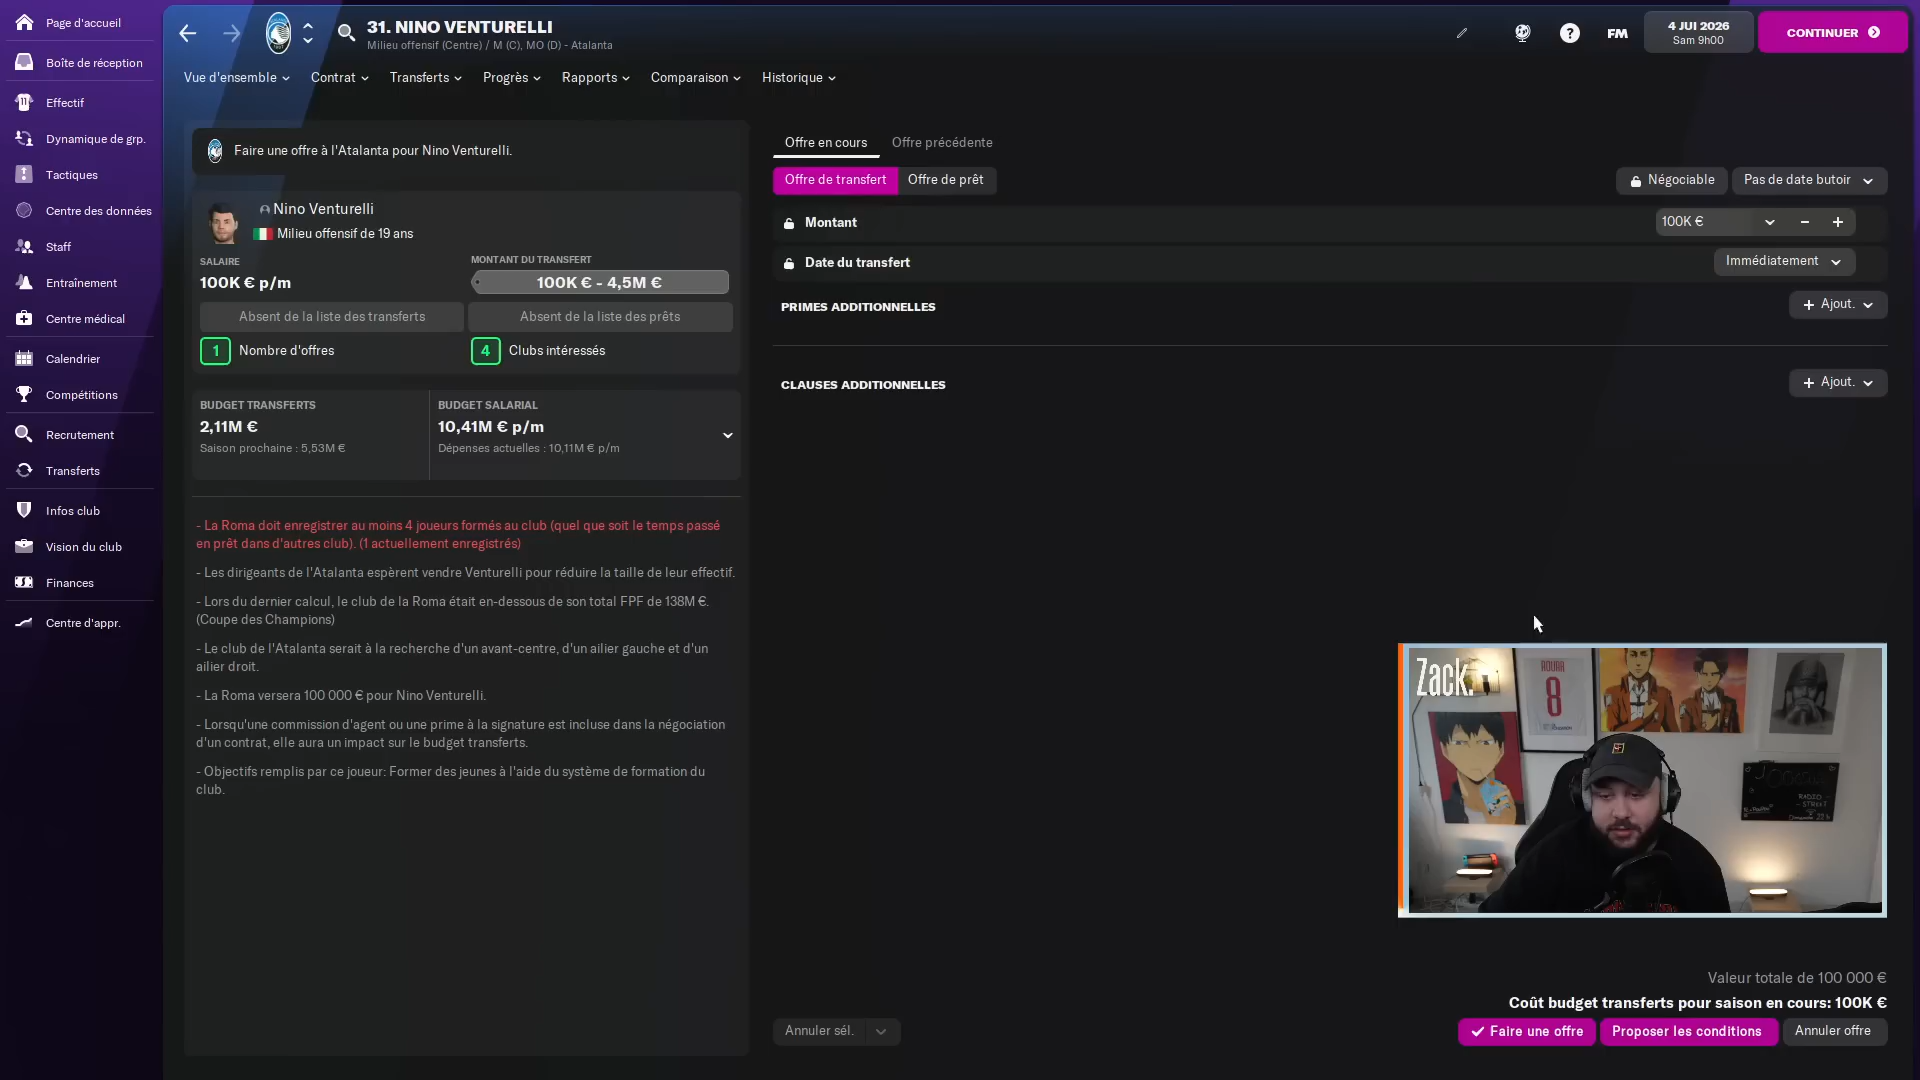 Page d'accueil
Boîte de réception
Effectif
Dynamique de grp.
Tactiques
Centre des données
Staff
Entraînement
Centre médical
Calendrier
Compétitions
Recrutement
Transferts
Infos club
Vision du club
Finances
Centre d'appr.
31. NINO VENTURELLI
Milieu offensif (Centre) / M (C), MO (D) - Atalanta
FM
4 JUI 2026
Sam 9h00
CONTINUER
Vue d'ensemble
Contrat
Transferts
Progrès
Rapports
Comparaison
Historique
Faire une offre à l'Atalanta pour Nino Venturelli.
Nino Venturelli
Milieu offensif de 19 ans
SALAIRE
100K € p/m
MONTANT DU TRANSFERT
100K € - 4,5M €
Absent de la liste des transferts
Absent de la liste des prêts
1 Nombre d'offres
4 Clubs intéressés
BUDGET TRANSFERTS
2,11M €
Saison prochaine : 5,53M €
BUDGET SALARIAL
10,41M € p/m
Dépenses actuelles : 10,11M € p/m
- La Roma doit enregistrer au moins 4 joueurs formés au club (quel que soit le temps passé
en prêt dans d'autres club). (1 actuellement enregistrés)
- Les dirigeants de l'Atalanta espèrent vendre Venturelli pour réduire la taille de leur effectif.
- Lors du dernier calcul, le club de la Roma était en-dessous de son total FPF de 138M €.
(Coupe des Champions)
- Le club de l'Atalanta serait à la recherche d'un avant-centre, d'un ailier gauche et d'un
ailier droit.
- La Roma versera 100 000 € pour Nino Venturelli.
- Lorsqu'une commission d'agent ou une prime à la signature est incluse dans la négociation
d'un contrat, elle aura un impact sur le budget transferts.
- Objectifs remplis par ce joueur: Former des jeunes à l'aide du système de formation du
club.
Offre en cours
Offre précédente
Offre de transfert
Offre de prêt
Négociable
Pas de date butoir
Montant
100K €
Date du transfert
Immédiatement
PRIMES ADDITIONNELLES
+ Ajout.
CLAUSES ADDITIONNELLES
+ Ajout.
Zack.
AOUAR
8
RADIO
STREET
Valeur totale de 100 000 €
Coût budget transferts pour saison en cours: 100K €
Annuler sél.
Faire une offre
Proposer les conditions
Annuler offre